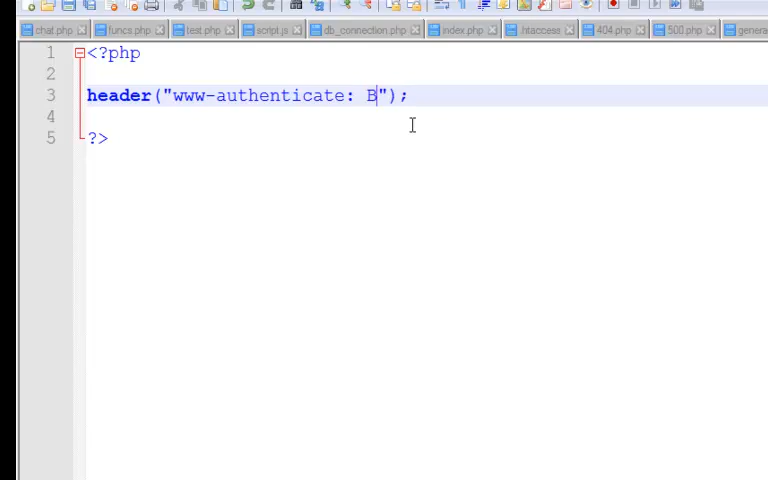 chat.php funcs.php test.php script.js db_connection.php index.php htaccess 404.php 500.php genera
1 <?php
2
3 header("www-authenticate: B");
4
5 ?>